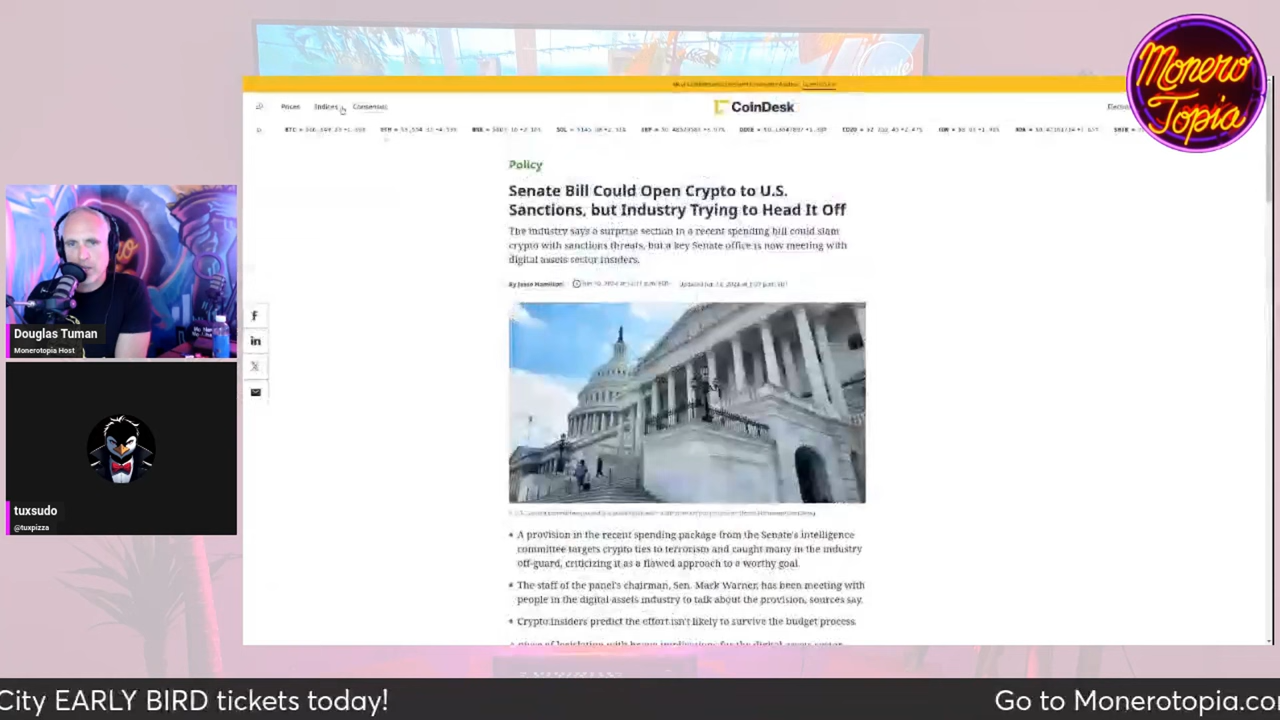 Monero
Topia
Prices Indices Consensus
CoinDesk
Policy
Senate Bill Could Open Crypto to U.S.
Sanctions, but Industry Trying to Head It Off
The industry says a surprise section in a recent spending bill could slam
crypto with sanctions threats, but a key Senate office is now meeting with
digital assets sector insiders.
By Jesse Hamilton
A provision in the recent spending package from the Senate's intelligence
committee targets crypto ties to terrorism and caught many in the industry
off-guard, criticizing it as a flawed approach to a worthy goal.
The staff of the panel's chairman, Sen. Mark Warner, has been meeting with
people in the digital assets industry to talk about the provision, sources say.
Crypto insiders predict the effort isn't likely to survive the budget process.
Douglas Tuman
Monerotopia Host
tuxsudo
@tuxpizza
City EARLY BIRD tickets today!
Go to Monerotopia.co